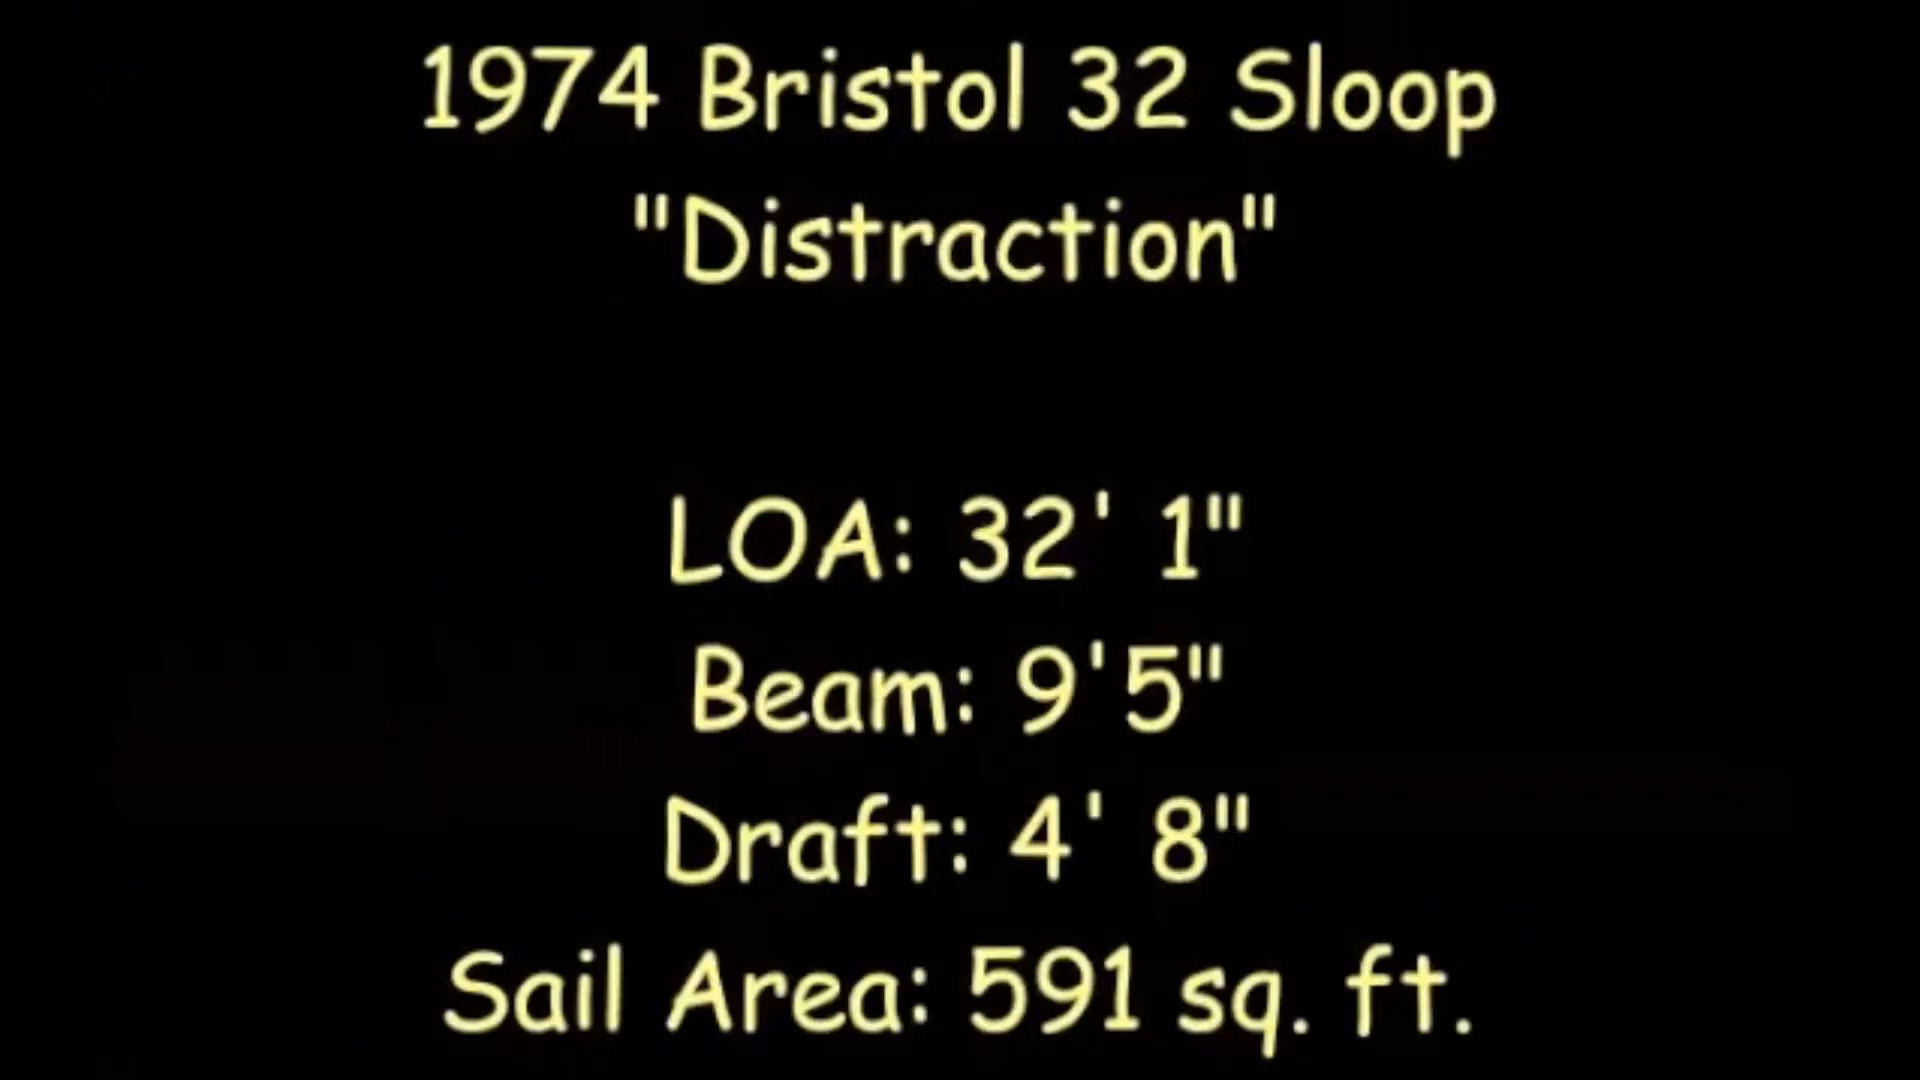 1974 Bristol 32 Sloop
"Distraction"
LOA: 32' 1"
Beam: 9'5"
Draft: 4' 8"
Sail Area: 591 sq. ft.